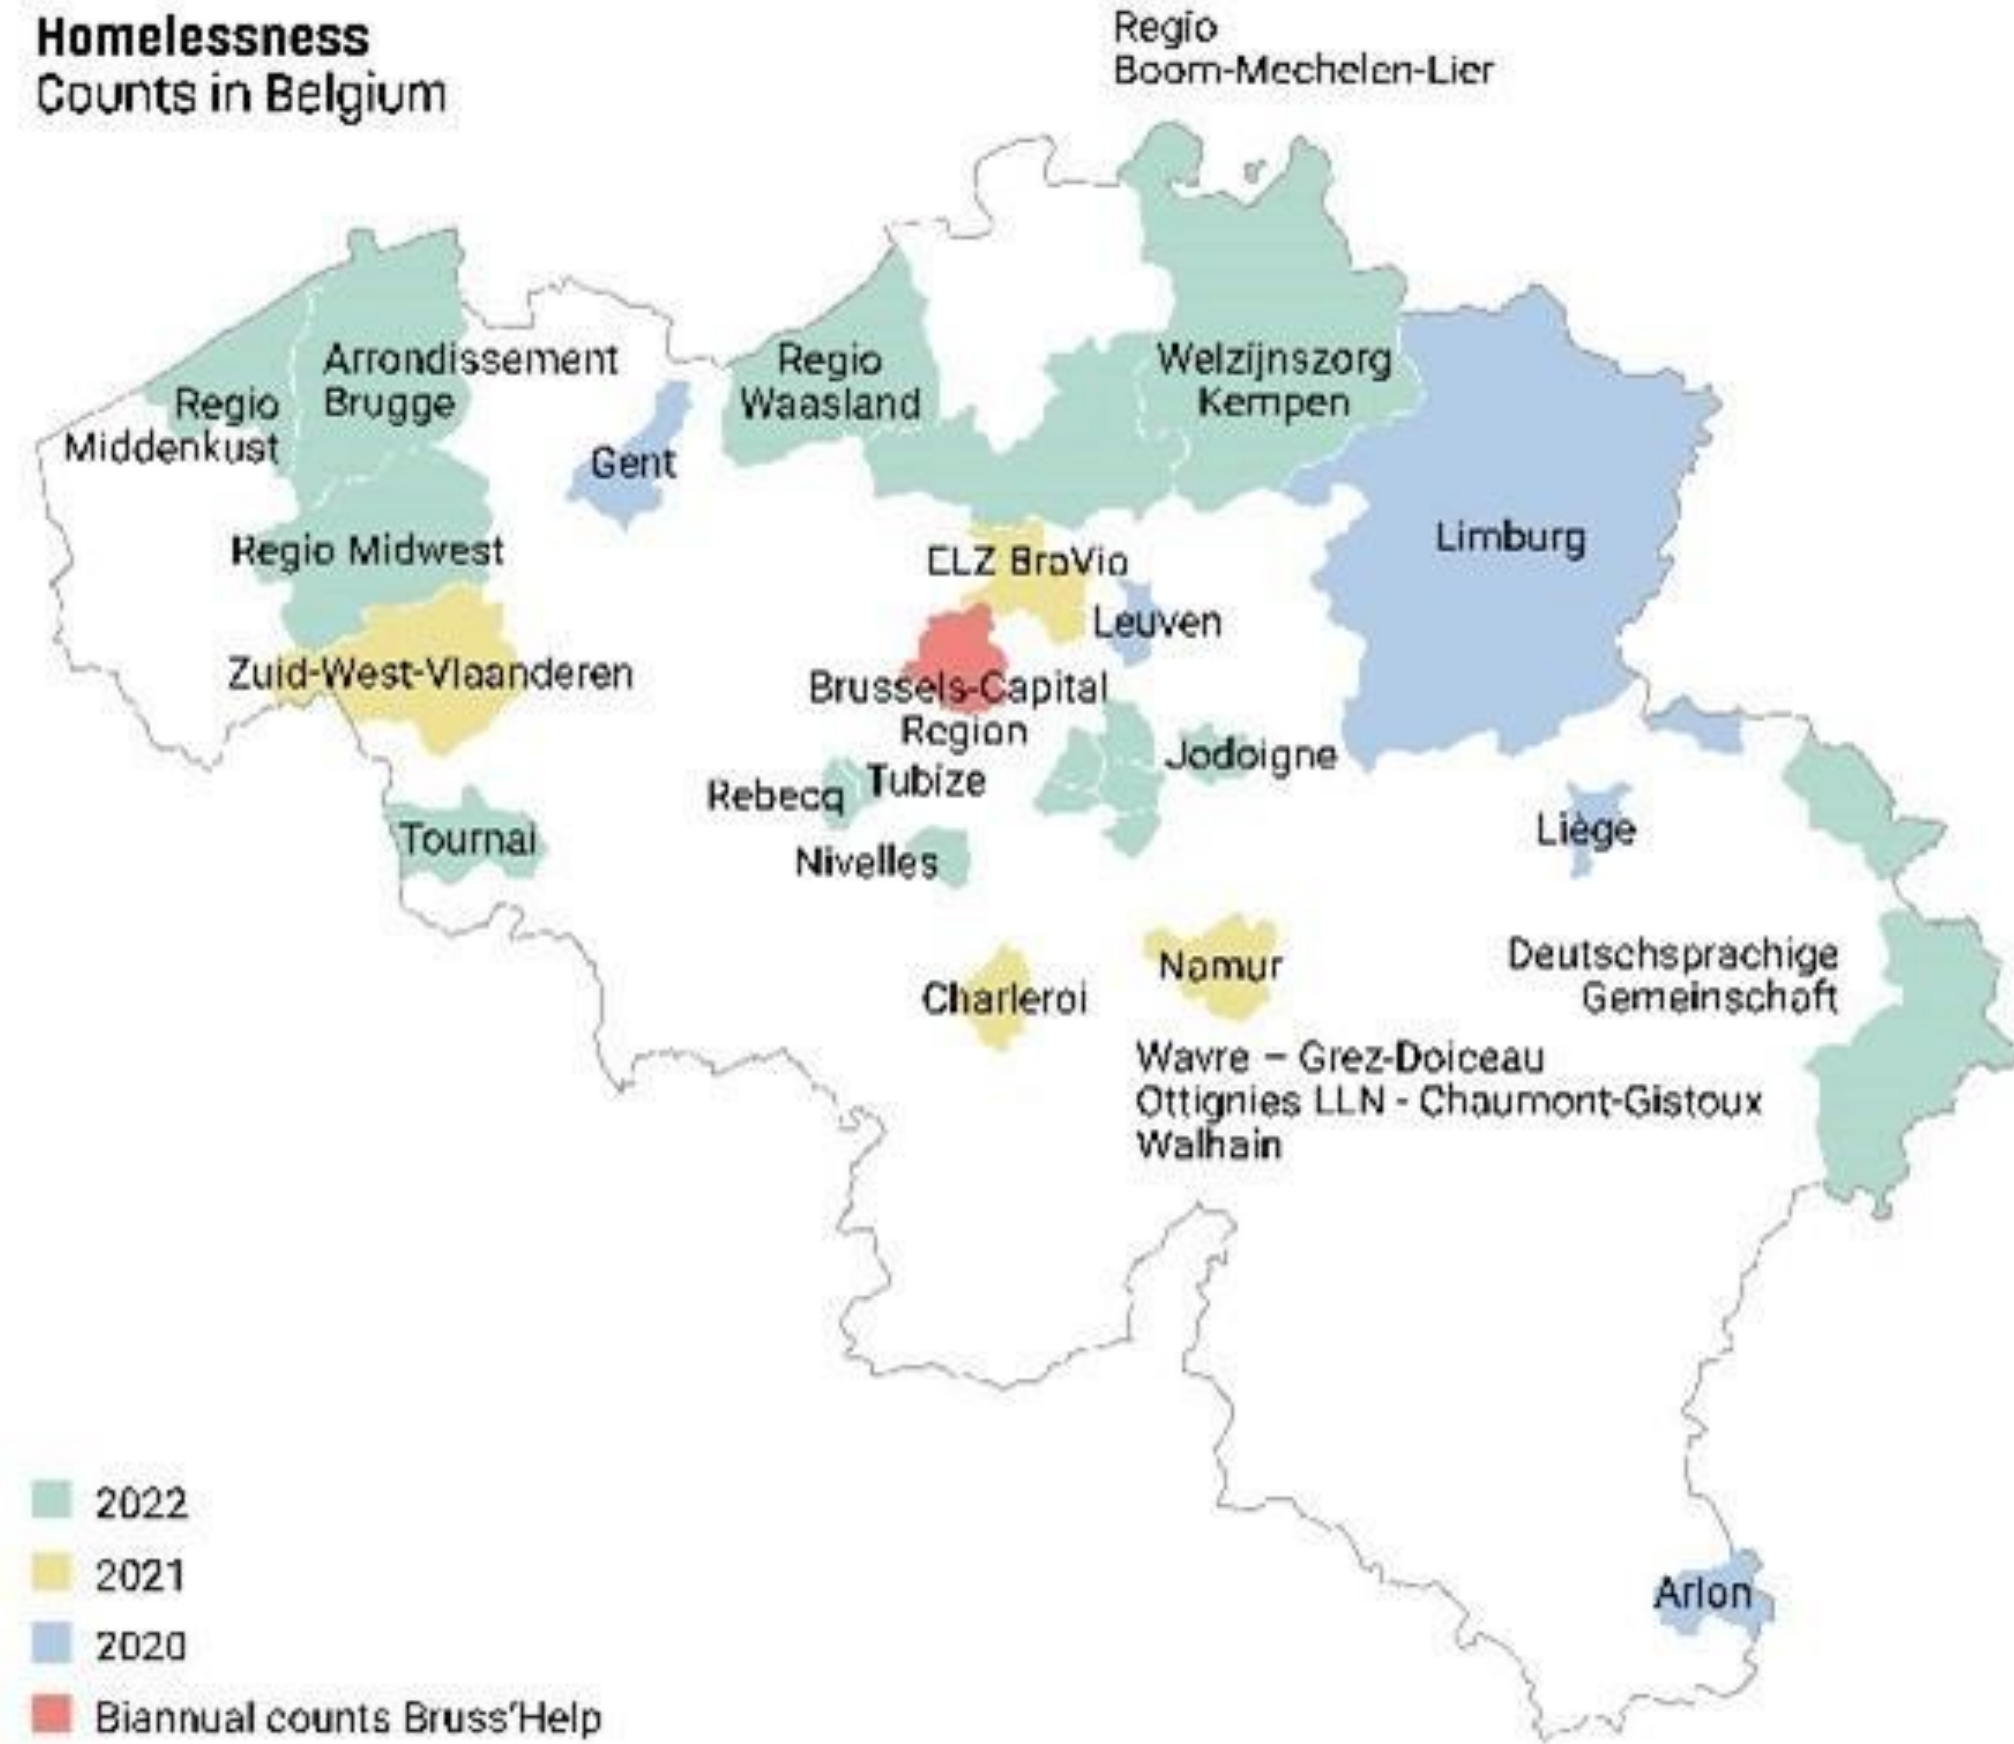 Homelessness
Counts in Belgium
Regio
Boom-Mechelen-Lier
Arrondissement
Brugge
Regio
Middenkust
Regio
Waasland
Welzijnszorg
Kempen
Gent
Regio Midwest
Limburg
ELZ BraVio
Leuven
Zuid-West-Vlaanderen
Brussels-Capital
Region
Jodoigne
Rebecq
Tubize
Tournai
Nivelles
Liège
Charleroi
Namur
Deutschsprachige
Gemeinschaft
Wavre – Grez-Doiceau
Ottignies LLN - Chaumont-Gistoux
Walhain
Arlon
2022
2021
2020
Biannual counts Bruss'Help